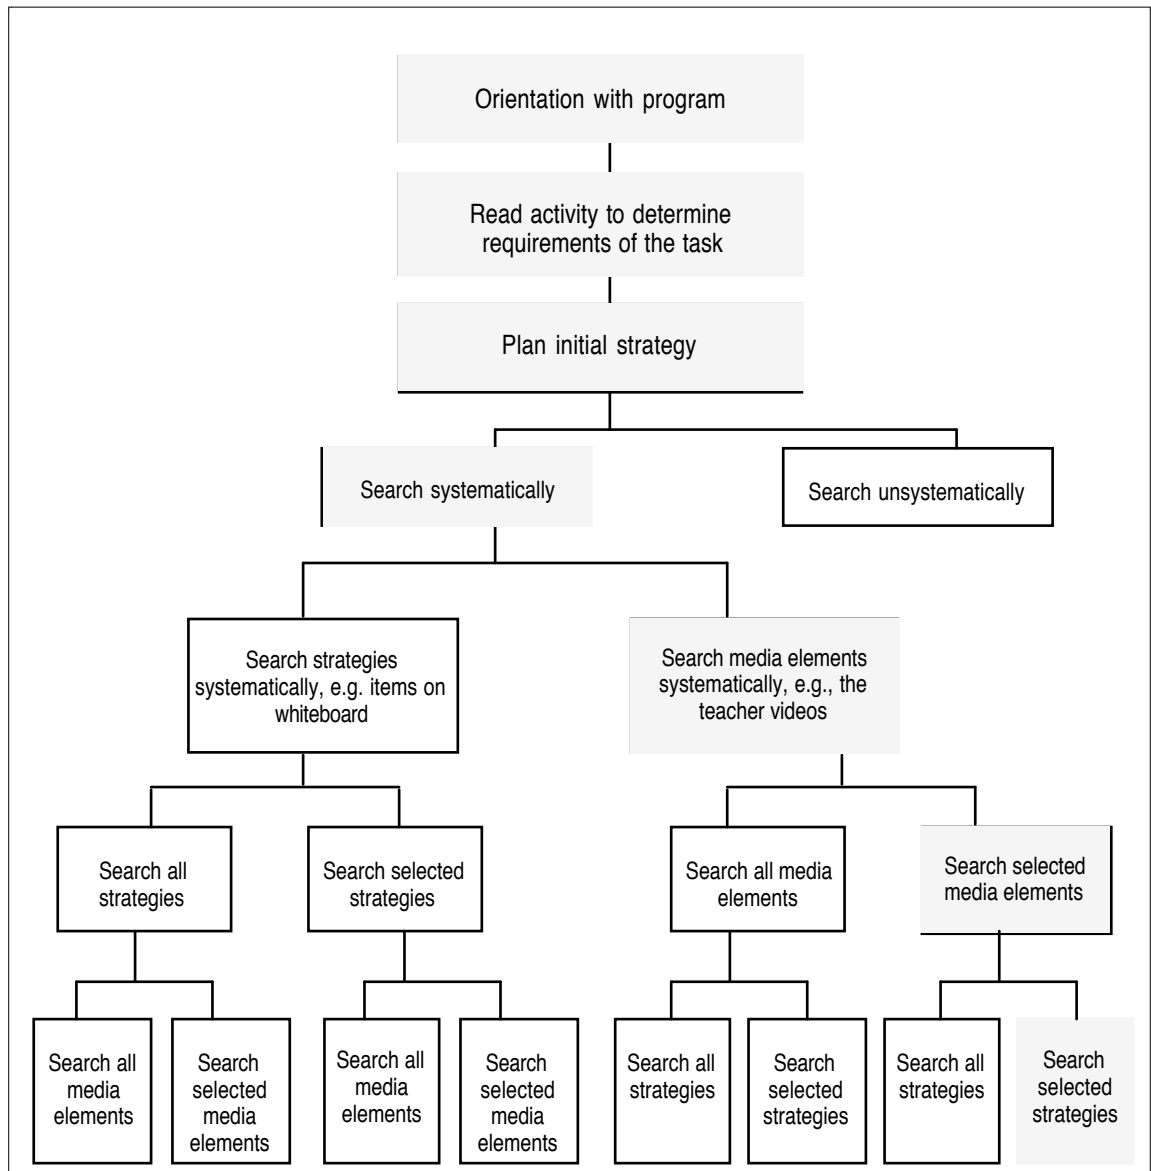 Orientation with program
Read activity to determine
requirements of the task
Plan initial strategy
Search systematically
Search unsystematically
Search strategies
systematically, e.g. items on
whiteboard
Search media elements
systematically, e.g., the
teacher videos
Search all
strategies
Search selected
strategies
Search all media
elements
Search selected
media elements
Search all
media
elements
Search
selected
media
elements
Search all
media
elements
Search
selected media
elements
Search all
strategies
Search
selected
strategies
Search all
strategies
Search
selected
strategies